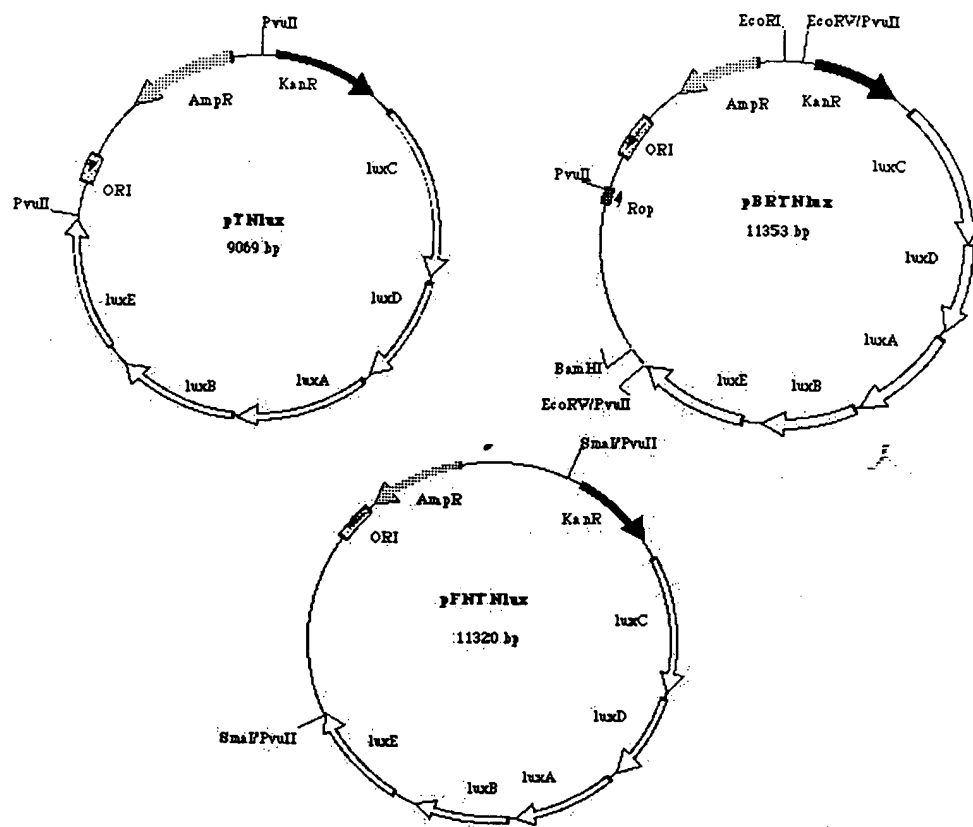 PvuII
AmpR
KanR
luxC
ORI
PvuII
pTNlux
9069 bp
luxD
luxE
luxB
luxA
EcoRI
EcoRV/PvuII
AmpR
KanR
ORI
luxC
PvuII
Rop
pBRTNlux
11353 bp
luxD
luxA
BamHI
luxE
luxB
EcoRV/PvuII
SmaI/PvuII
AmpR
KanR
ORI
pFNTNlux
11320 bp
luxC
luxD
SmaI/PvuII
luxE
luxA
luxB